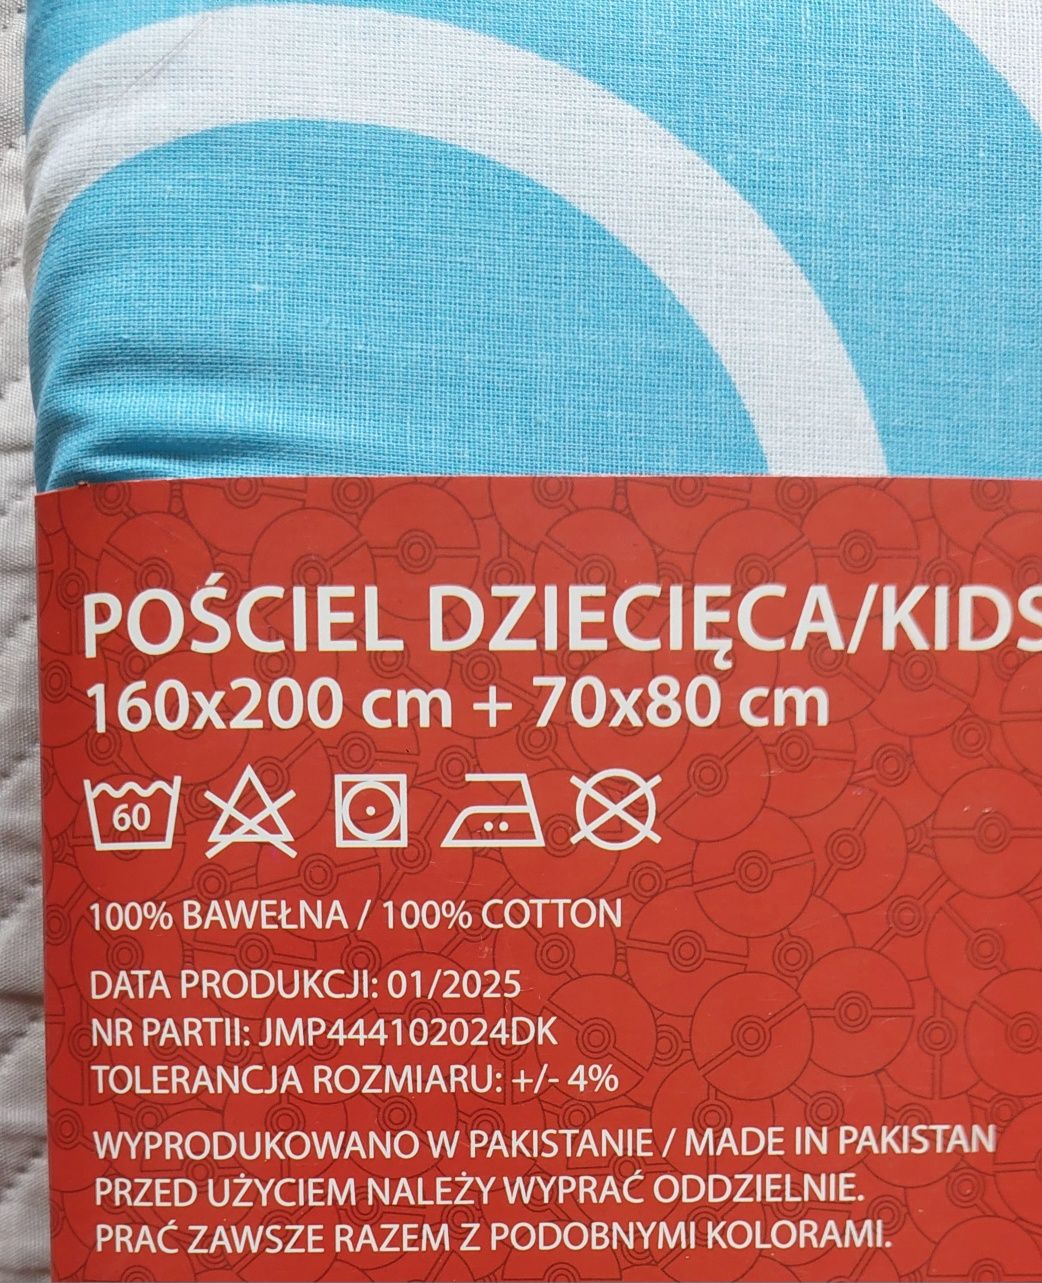 POŚCIEL DZIECIĘCA/KIDS
160x200 cm + 70x80 cm
60
100% BAWEŁNA / 100% COTTON
DATA PRODUKCJI: 01/2025
NR PARTII: JMP444102024DK
TOLERANCJA ROZMIARU: +/- 4%
WYPRODUKOWANO W PAKISTANIE / MADE IN PAKISTAN
PRZED UŻYCIEM NALEŻY WYPRAĆ ODDZIELNIE.
PRAĆ ZAWSZE RAZEM Z PODOBNYMI KOLORAMI.